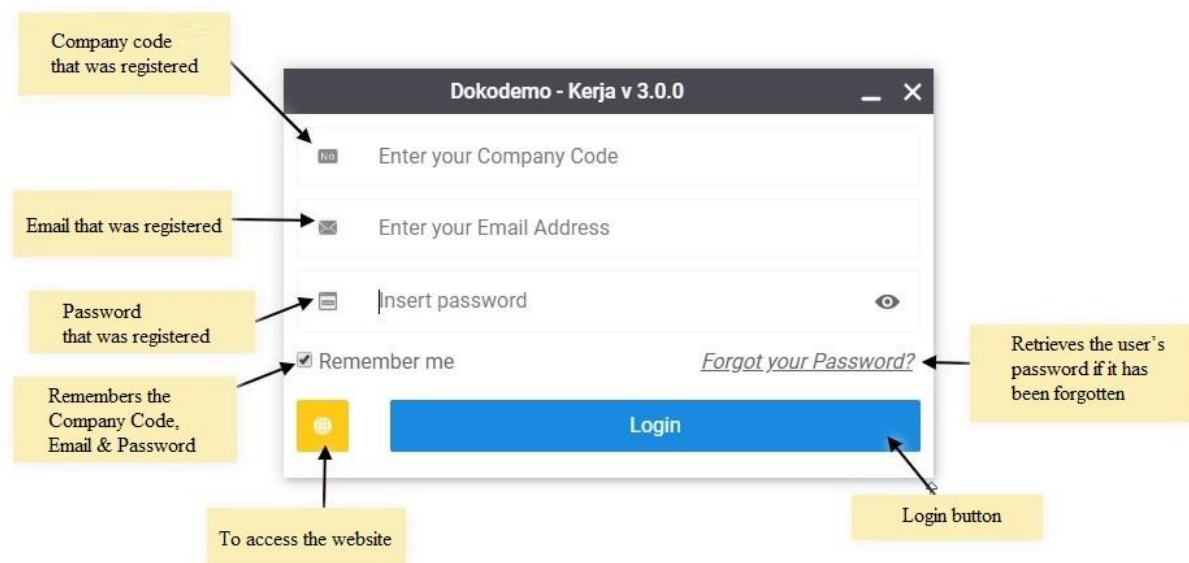 Company code
that was registered
Dokodemo - Kerja v 3.0.0
No
Enter your Company Code
Email that was registered
Enter your Email Address
Password
that was registered
Insert password
Remember me
Forgot your Password?
Retrieves the user’s
password if it has
been forgotten
Remembers the
Company Code,
Email & Password
Login
Login button
To access the website